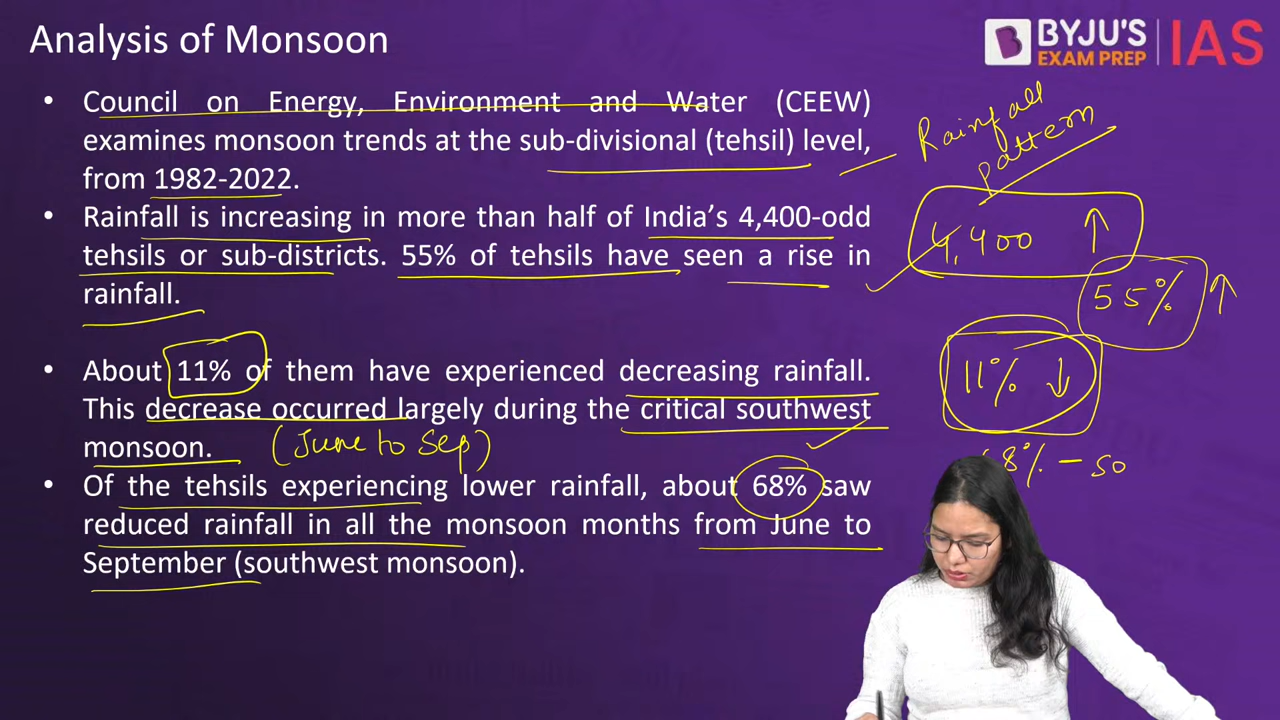 Analysis of Monsoon
BYJU'S
EXAM PREP
IAS
• Council on Energy, Environment and Water (CEEW)
examines monsoon trends at the sub-divisional (tehsil) level,
from 1982-2022.
• Rainfall is increasing in more than half of India's 4,400-odd
tehsils or sub-districts. 55% of tehsils have seen a rise in
rainfall.
• About 11% of them have experienced decreasing rainfall.
This decrease occurred largely during the critical southwest
monsoon. (June to Sep)
• Of the tehsils experiencing lower rainfall, about 68% saw
reduced rainfall in all the monsoon months from June to
September (southwest monsoon).
Rainfall
pattern
4,400 ↑
55% ↑
11% ↓
8% – so